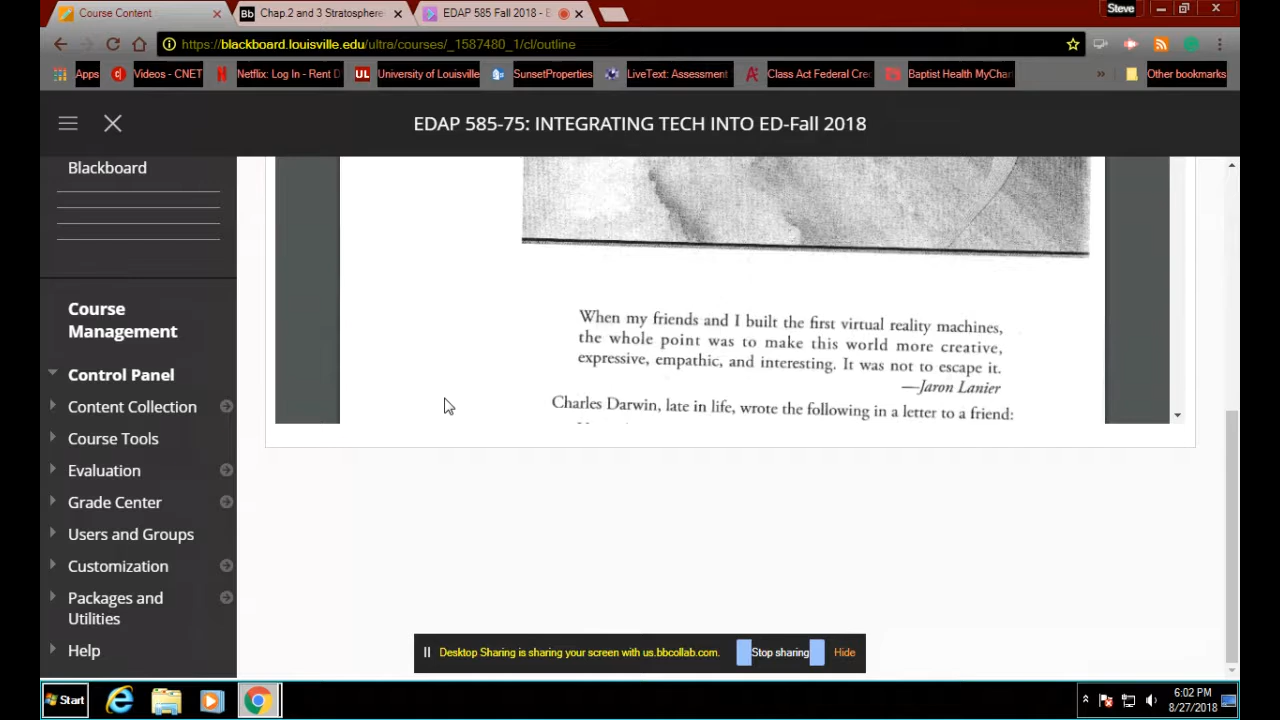 Course Content
Chap.2 and 3 Stratosphere
EDAP 585 Fall 2018 - E
Steve
https://blackboard.louisville.edu/ultra/courses/_1587480_1/cl/outline
Apps
Videos - CNET
Netflix: Log In - Rent D
UL
University of Louisville
SunsetProperties
LiveText: Assessment
Class Act Federal Cre
Baptist Health MyChar
»
Other bookmarks
EDAP 585-75: INTEGRATING TECH INTO ED-Fall 2018
Blackboard
Course
Management
Control Panel
Content Collection
Course Tools
Evaluation
Grade Center
Users and Groups
Customization
Packages and
Utilities
Help
When my friends and I built the first virtual reality machines,
the whole point was to make this world more creative,
expressive, empathic, and interesting. It was not to escape it.
—Jaron Lanier
Charles Darwin, late in life, wrote the following in a letter to a friend:
Desktop Sharing is sharing your screen with us.bbcollab.com.
Stop sharing
Hide
Start
6:02 PM
8/27/2018